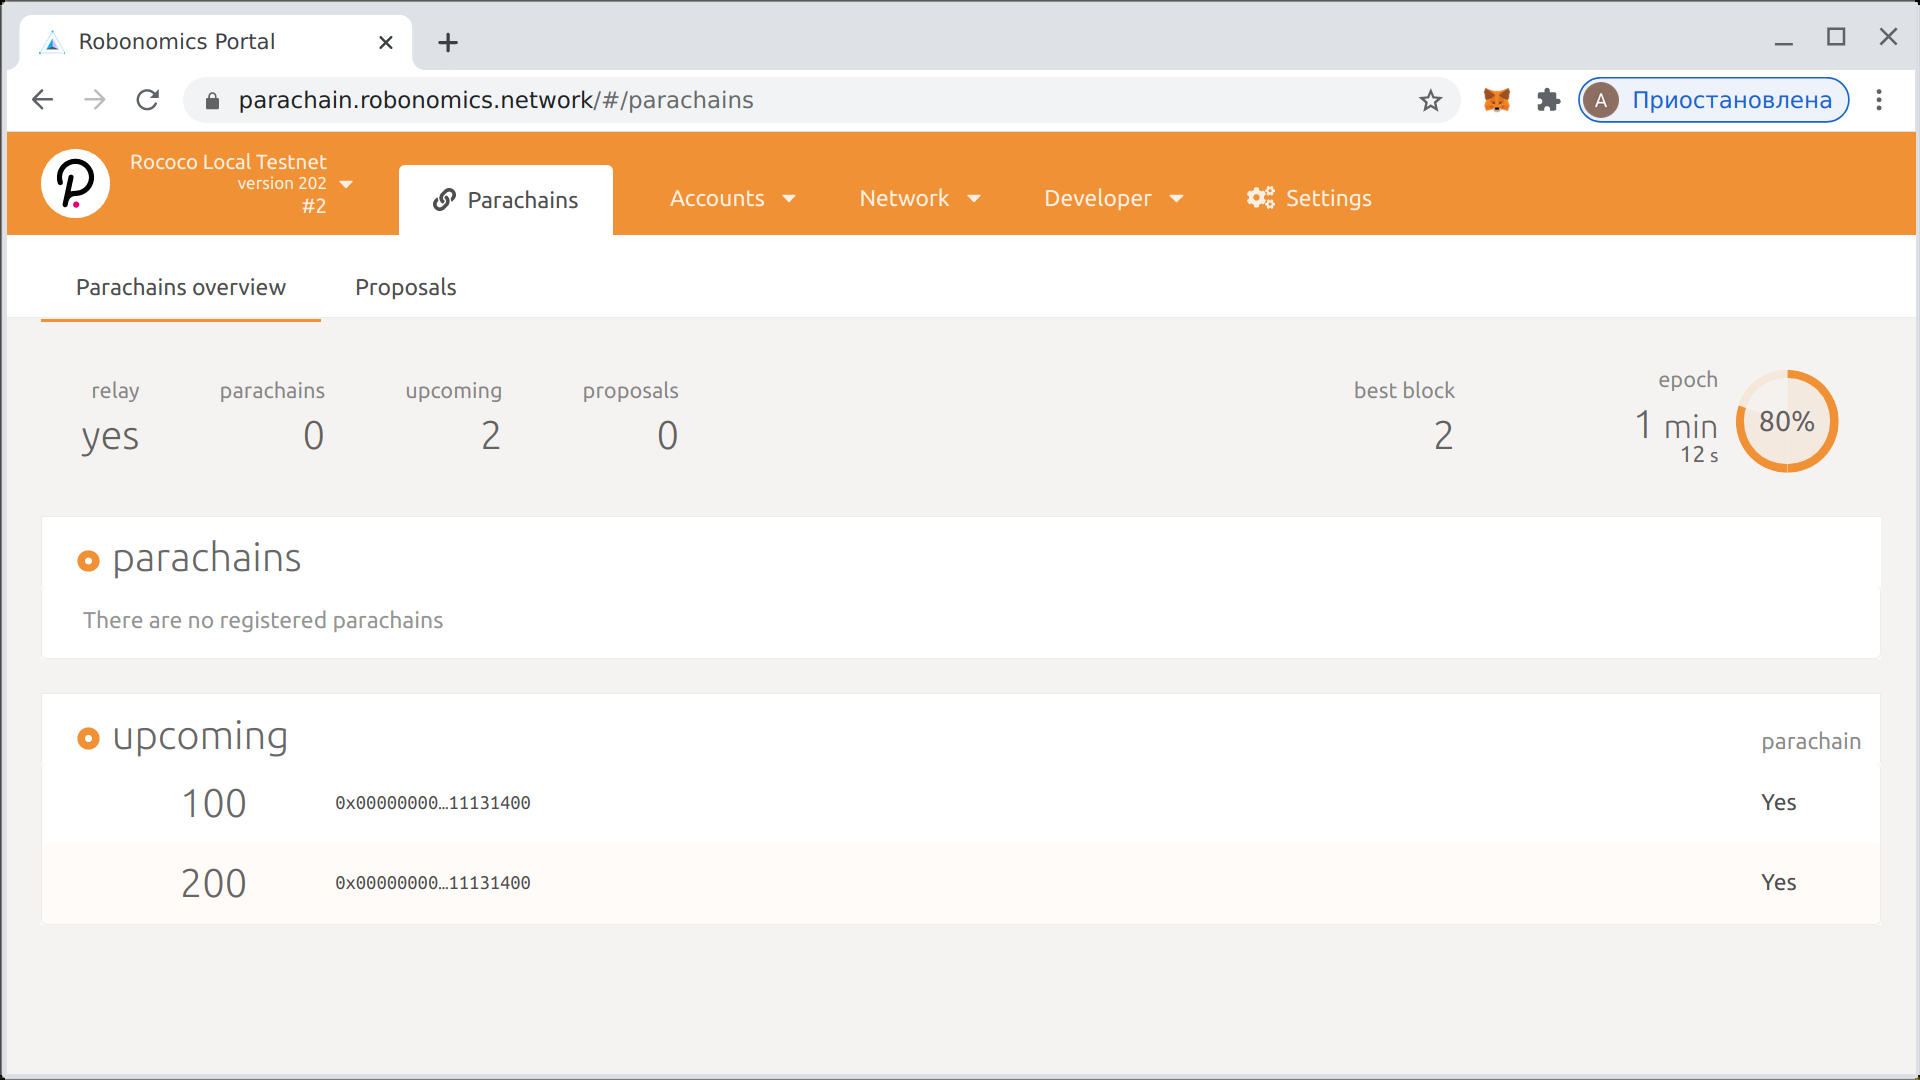 Robonomics Portal
parachain.robonomics.network/#/parachains
A Приостановлена
Rococo Local Testnet
version 202
#2
Parachains
Accounts
Network
Developer
Settings
Parachains overview
Proposals
relay
yes
parachains
0
upcoming
2
proposals
0
best block
2
epoch
1 min
12 s
80%
parachains
There are no registered parachains
upcoming
parachain
100 0x00000000…11131400 Yes
200 0x00000000…11131400 Yes